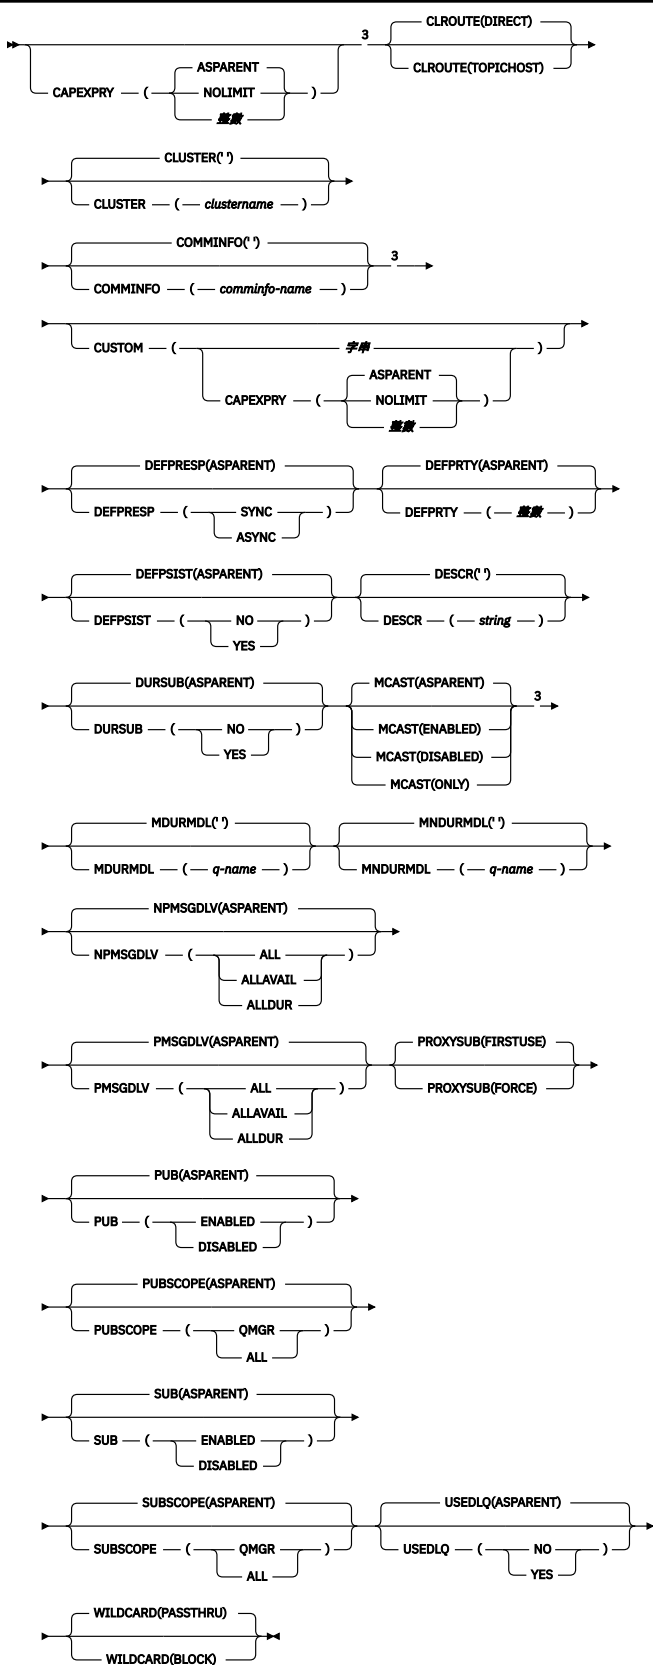 3 CLROUTE(DIRECT)
ASPARENT
CAPEXPRY ( NOLIMIT ) CLROUTE(TOPICHOST)
整數
CLUSTER(' ')
CLUSTER ( clustername )
COMMINFO(' ')
3
COMMINFO ( comminfo-name )
CUSTOM ( 字串 )
ASPARENT
CAPEXPRY ( NOLIMIT )
整數
DEFPRESP(ASPARENT) DEFPRTY(ASPARENT)
DEFPRESP ( SYNC ) DEFPRTY ( 整數 )
ASYNC
DEFPSIST(ASPARENT) DESCR(' ')
DEFPSIST ( NO ) DESCR ( string )
YES
DURSUB(ASPARENT) MCAST(ASPARENT)
3
DURSUB ( NO ) MCAST(ENABLED)
YES MCAST(DISABLED)
MCAST(ONLY)
MDURMDL(' ') MNDURMDL(' ')
MDURMDL ( q-name ) MNDURMDL ( q-name )
NPMSGDLV(ASPARENT)
NPMSGDLV ( ALL )
ALLAVAIL
ALLDUR
PMSGDLV(ASPARENT) PROXYSUB(FIRSTUSE)
PMSGDLV ( ALL ) PROXYSUB(FORCE)
ALLAVAIL
ALLDUR
PUB(ASPARENT)
PUB ( ENABLED )
DISABLED
PUBSCOPE(ASPARENT)
PUBSCOPE ( QMGR )
ALL
SUB(ASPARENT)
SUB ( ENABLED )
DISABLED
SUBSCOPE(ASPARENT) USEDLQ(ASPARENT)
SUBSCOPE ( QMGR ) USEDLQ ( NO )
ALL YES
WILDCARD(PASSTHRU)
WILDCARD(BLOCK)